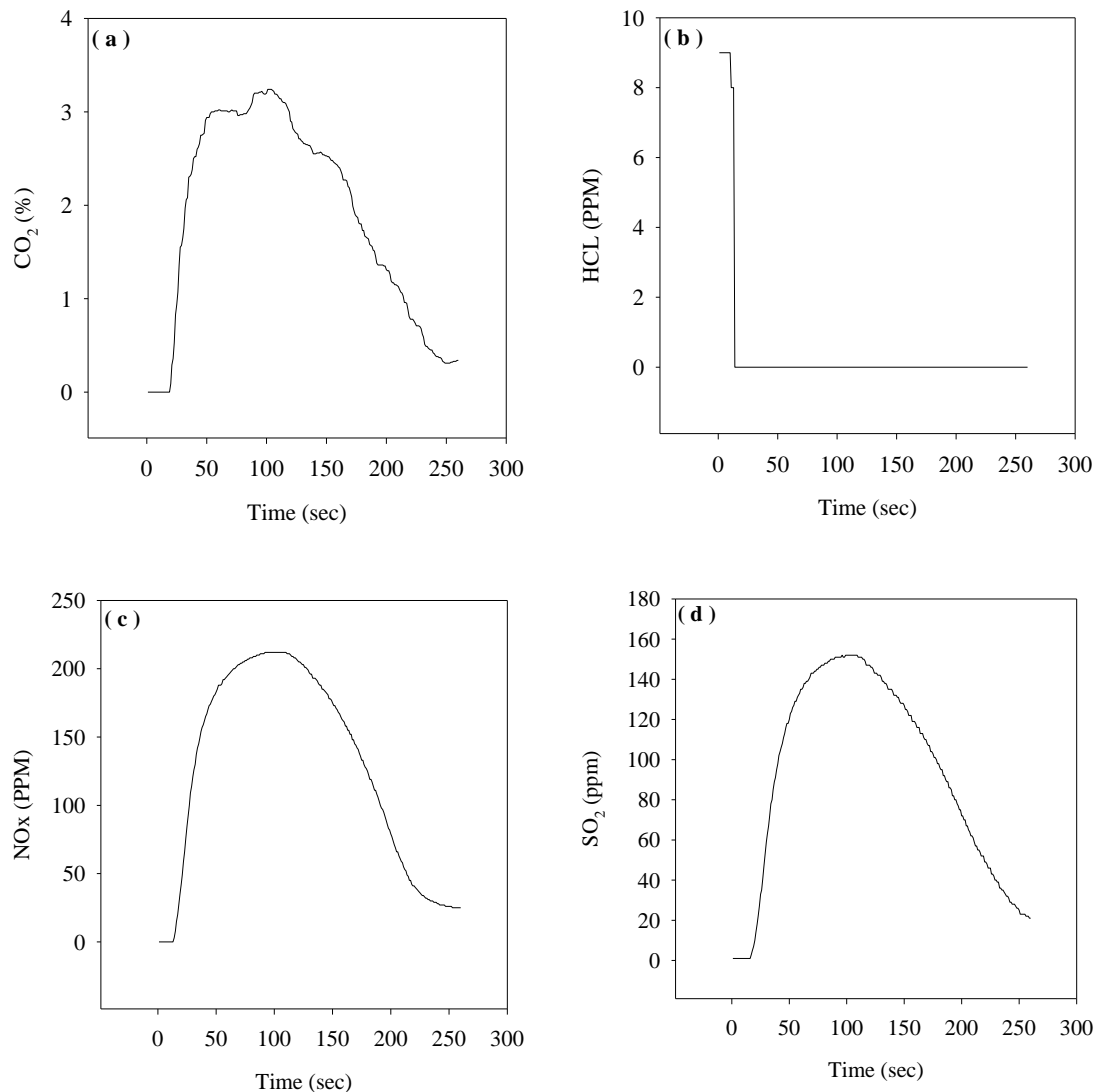 ( a )
4
3
2
1
0
CO₂ (%)
0 50 100 150 200 250 300
Time (sec)
( b )
10
8
6
4
2
0
HCL (PPM)
0 50 100 150 200 250 300
Time (sec)
( c )
250
200
150
100
50
0
NOx (PPM)
0 50 100 150 200 250 300
Time (sec)
( d )
180
160
140
120
100
80
60
40
20
0
SO₂ (ppm)
0 50 100 150 200 250 300
Time (sec)